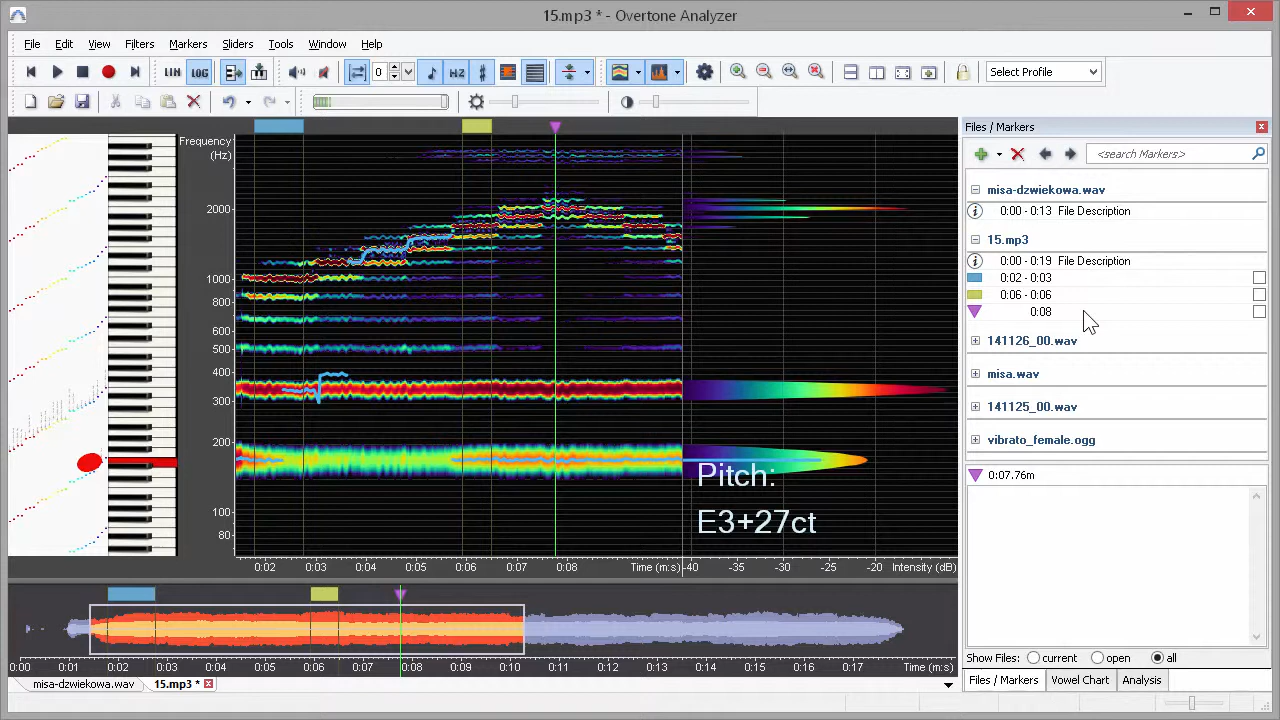 15.mp3 * - Overtone Analyzer
File Edit View Filters Markers Sliders Tools Window Help
LIN LOG 0 HZ Select Profile
Files / Markers
<search Markers>
misa-dzwiekowa.wav
0:00 - 0:13 File Description
15.mp3
0:00 - 0:19 File Description
0:06 - 0:06
0:08
141126_00.wav
misa.wav
141125_00.wav
vibrato_female.ogg
0:07.76m
Show Files: current open all
Files / Markers Vowel Chart Analysis
Frequency
(Hz)
2000
1000
800
600
500
400
300
200
100
80
Pitch:
E3+27ct
0:02 0:03 0:04 0:05 0:06 0:07 0:08 Time (m:s) -40 -35 -30 -25 -20 Intensity (dB)
0:00 0:01 0:02 0:03 0:04 0:05 0:06 0:07 0:08 0:09 0:10 0:11 0:12 0:13 0:14 0:15 0:16 0:17 Time (m:s)
misa-dzwiekowa.wav 15.mp3 *